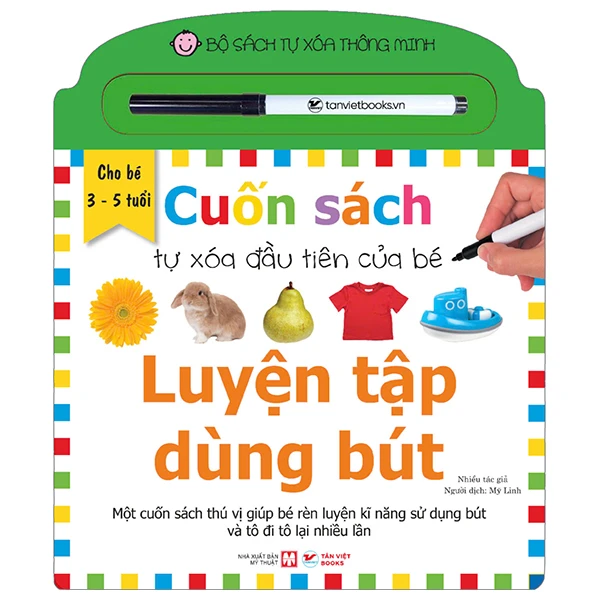 BỘ SÁCH TỰ XÓA THÔNG MINH
tanvietbooks.vn
Cho bé
3 - 5 tuổi
Cuốn sách
tự xóa đầu tiên của bé
Luyện tập
dùng bút
Nhiều tác giả
Người dịch: Mỹ Linh
Một cuốn sách thú vị giúp bé rèn luyện kĩ năng sử dụng bút
và tô đi tô lại nhiều lần
NHÀ XUẤT BẢN
MỸ THUẬT
TÂN VIỆT
BOOKS